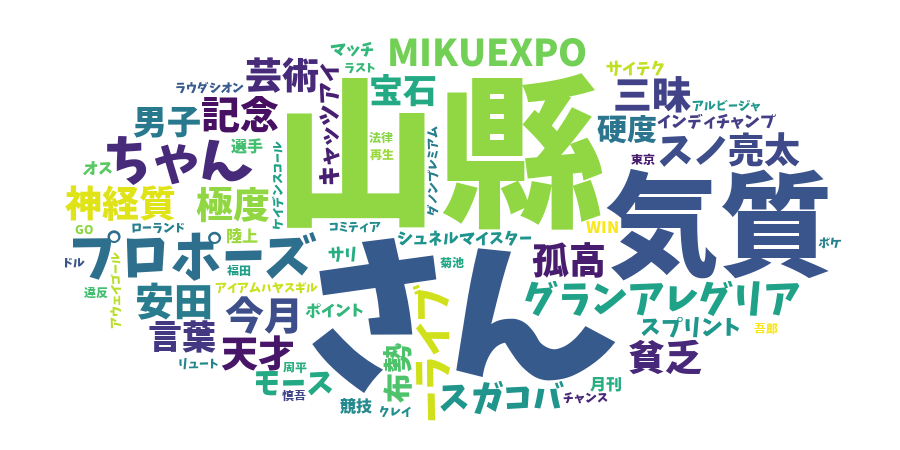 MIKUEXPO
マッチ
ラスト
芸術
サイテク
ラウダシオン
キャッツアイ
宝石
三昧
アルビージャ
男子
記念
山縣
法律
再生
ダノンプレミアム
硬度
インディチャンプ
ちゃん
選手
ケイデンスコール
東京
スノ
亮太
オス
神経質
極度
気質
GO
ローランド
陸上
コミティア
シュネルマイスター
WIN
ポケ
プロポーズ
サリ
さん
菊池
孤高
ドル
福田
違反
アウェイゴール
安田
アイアムハヤスギル
今月
ポイント
ーライブ
グランアレグリア
スプリント
吾郎
言葉
天才
リュート
周平
モース
慎吾
布勢
貧乏
競技
クレイ
スガコバ
月刊
チャンス